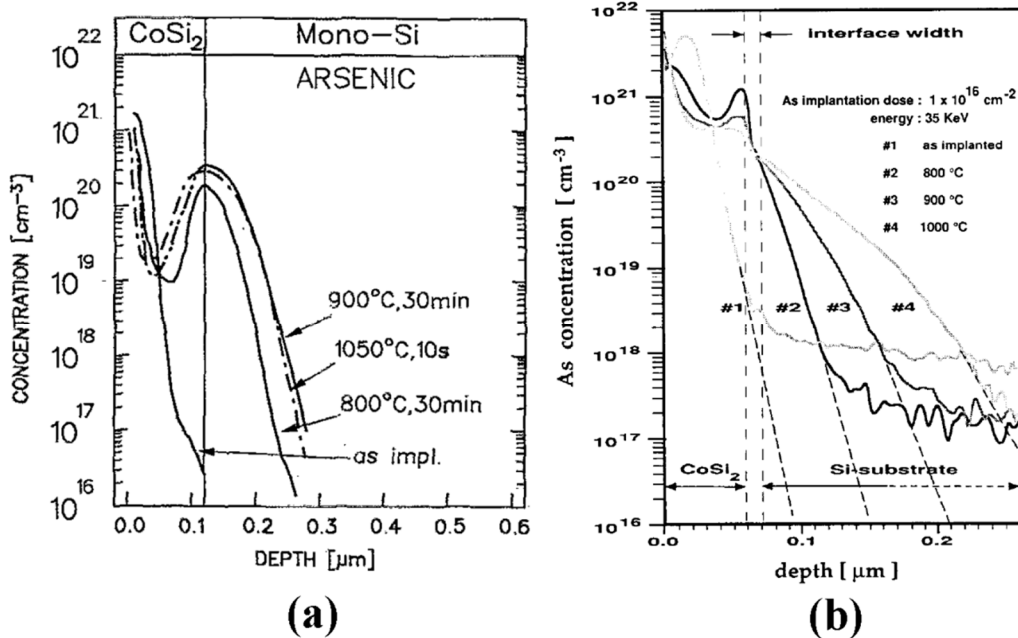 CoSi2 Mono-Si
ARSENIC
CONCENTRATION [cm-3]
10^22
10^21
10^20
10^19
10^18
10^17
10^16
900°C,30min
1050°C,10s
800°C,30min
as impl.
0.0 0.1 0.2 0.3 0.4 0.5 0.6
DEPTH [µm]
(a)
As concentration [cm-3]
10^22
10^21
10^20
10^19
10^18
10^17
10^16
interface width
As implantation dose : 1 x 10^16 cm-2
energy : 35 KeV
#1 as implanted
#2 800 °C
#3 900 °C
#4 1000 °C
#1 #2 #3 #4
CoSi2 Si-substrate
0.0 0.1 0.2
depth [ µm ]
(b)